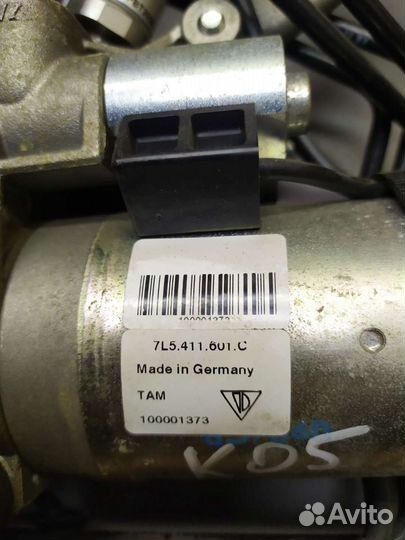 100001373
7L5.411.601.C
Made in Germany
TAM
100001373
KD5
Avito